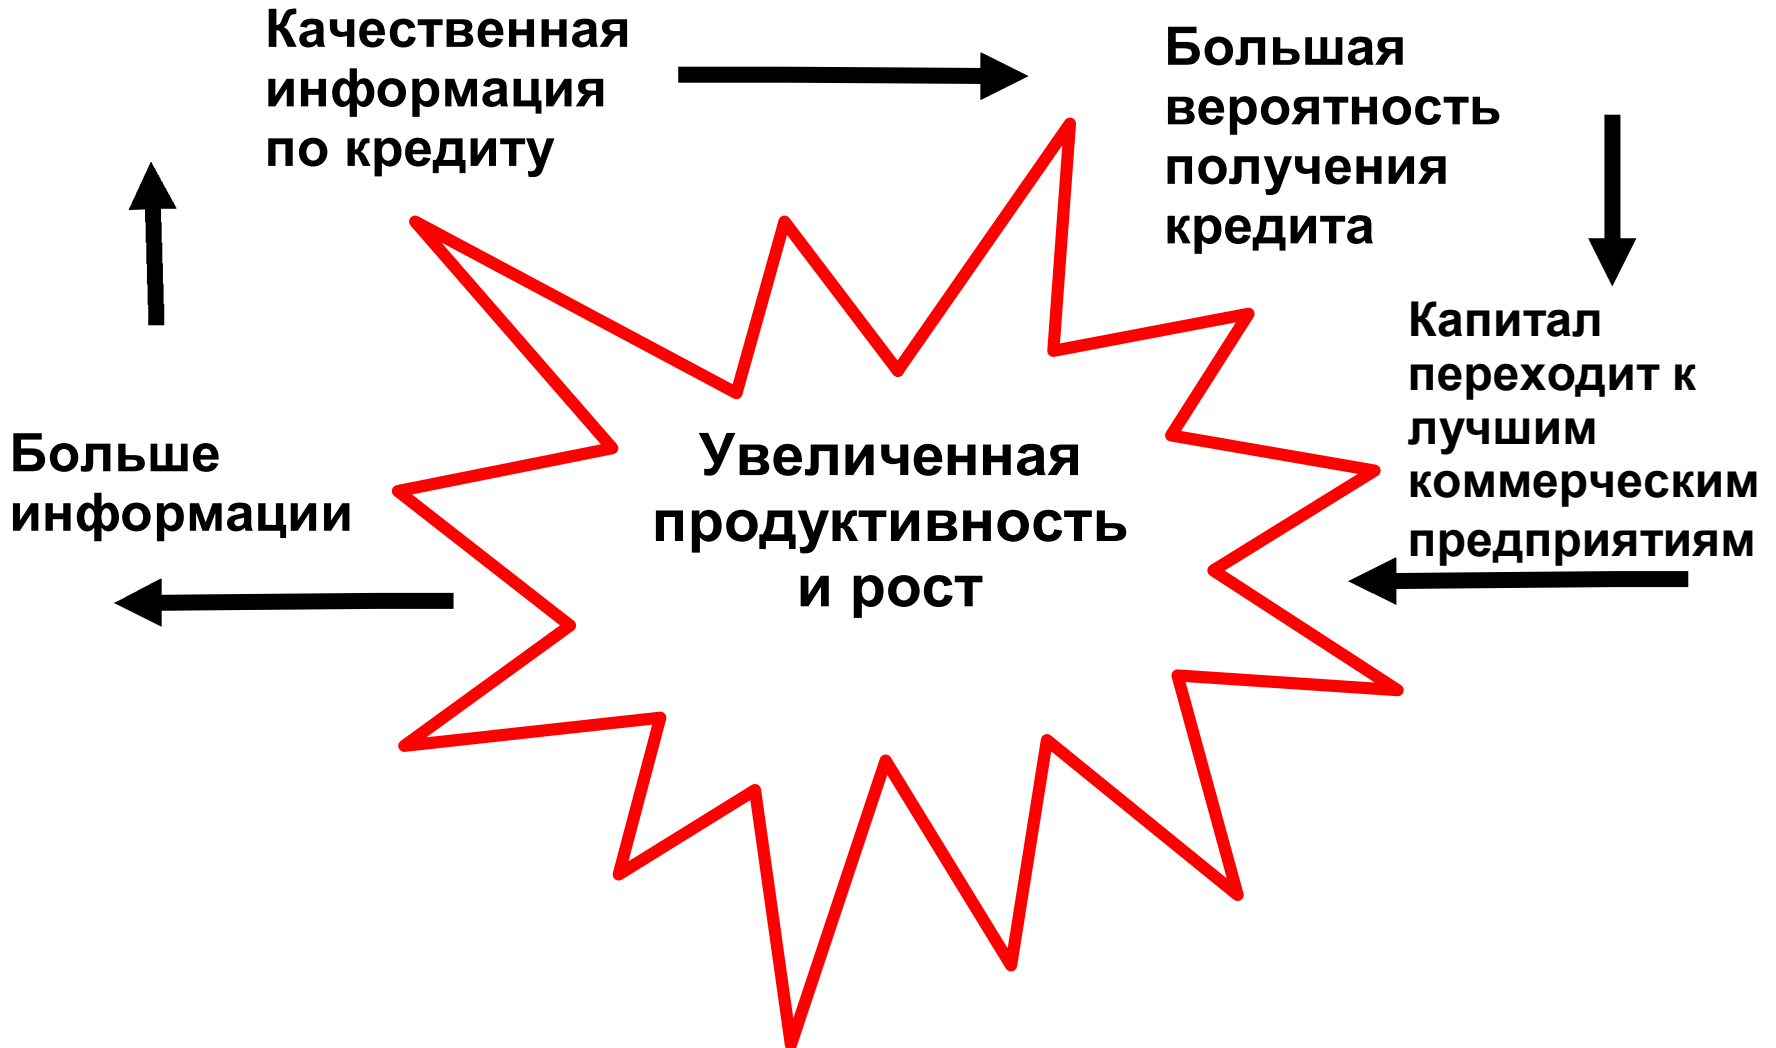 Качественная
информация
по кредиту
Большая
вероятность
получения
кредита
Капитал
переходит к
лучшим
коммерческим
предприятиям
Увеличенная
продуктивность
и рост
Больше
информации